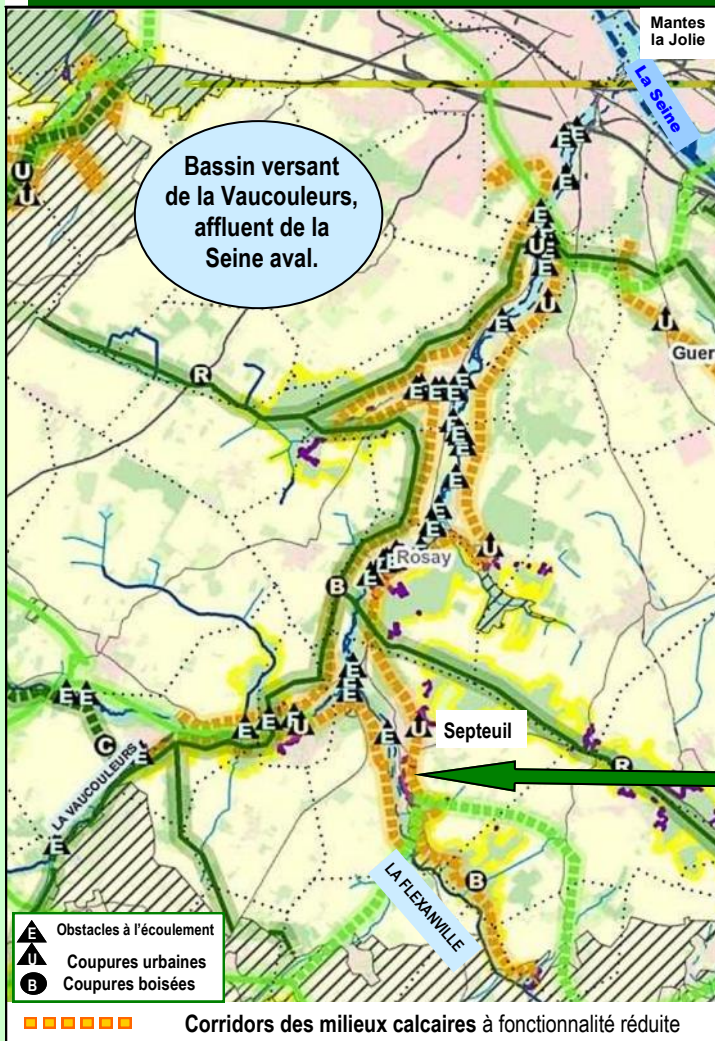 Mantes
la Jolie
La Seine
Bassin versant
de la Vaucouleurs,
affluent de la
Seine aval.
E
E
E
U
U
E
E
U
E
E
U
E
U
Guer
R
E
E
E
E
E
E
E
E
E
E
E
E
Rosay
U
B
E
E
E
E
E
E
U
E
U
Septeuil
E
E
C
E
LA VAUCOULEURS
E
R
LA FLEXANVILLE
B
E Obstacles à l'écoulement
U Coupures urbaines
B Coupures boisées
Corridors des milieux calcaires à fonctionnalité réduite